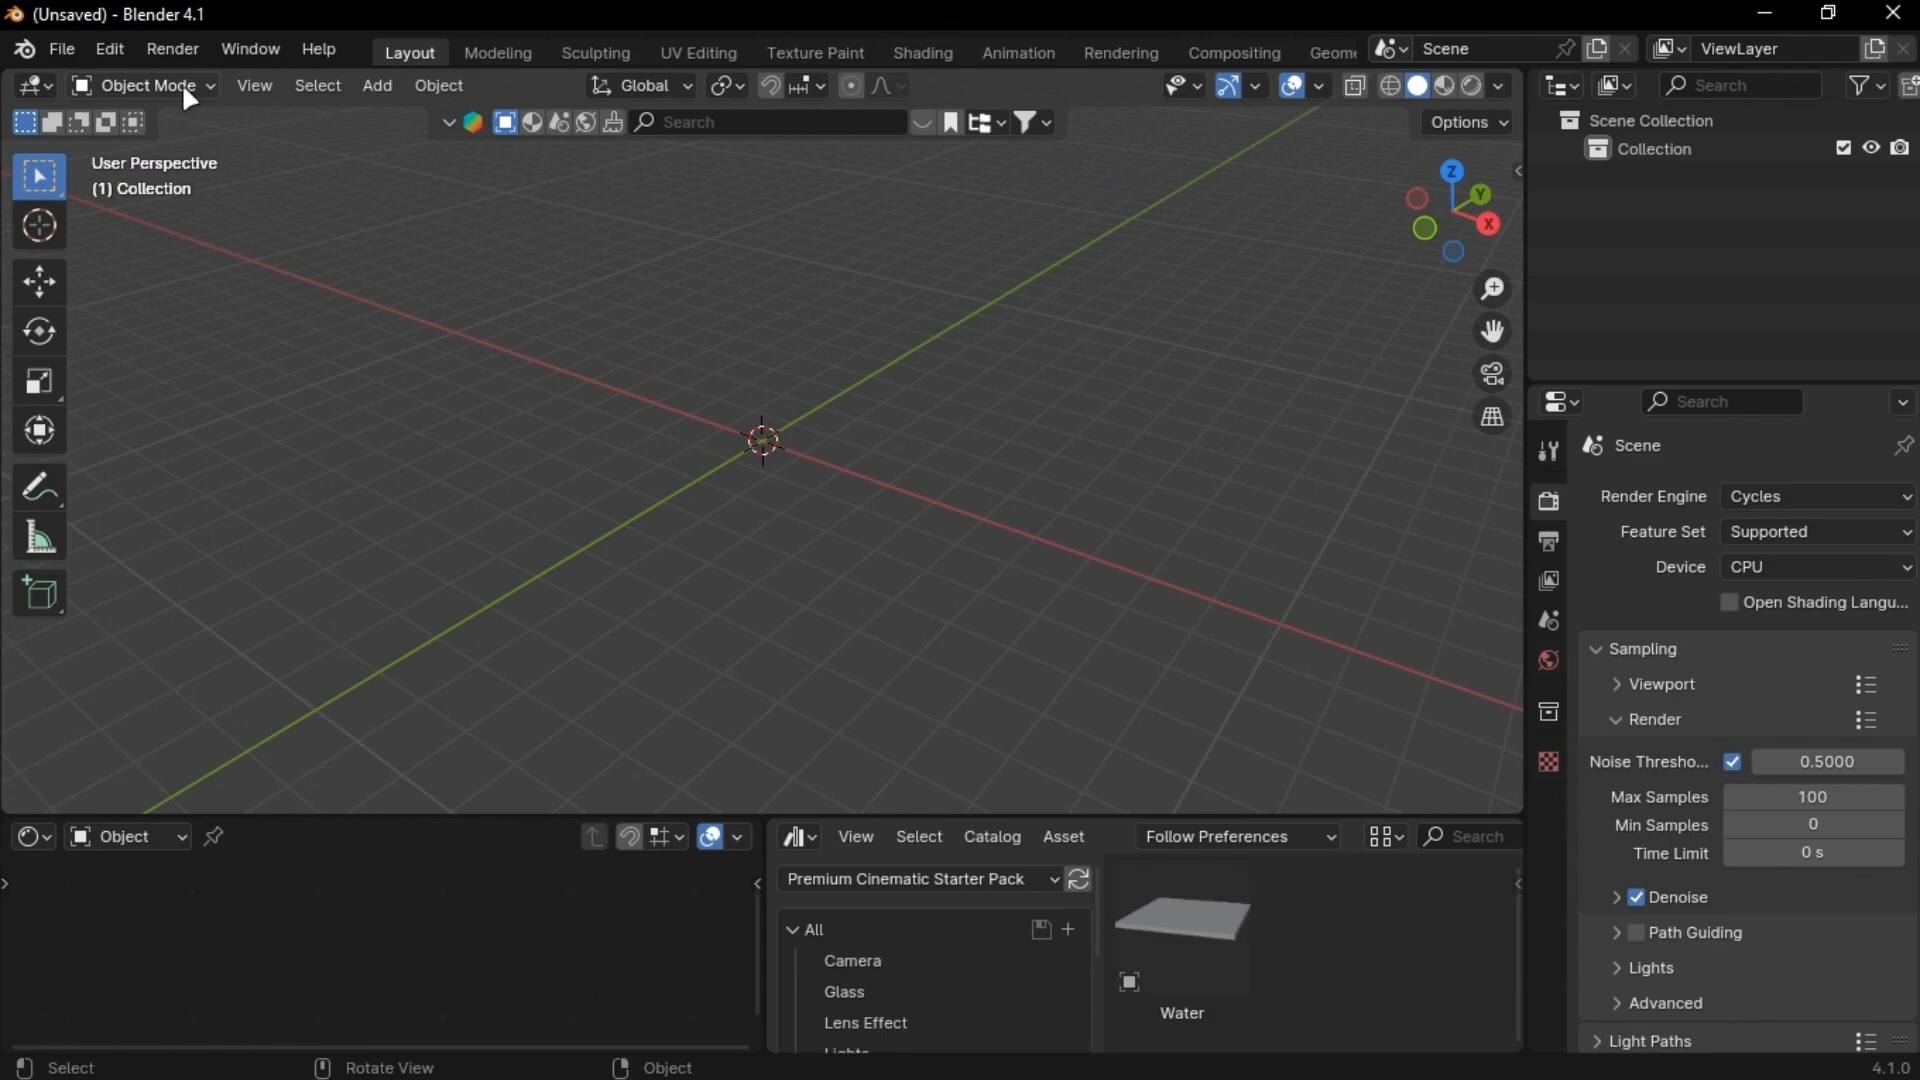 (Unsaved) - Blender 4.1
File Edit Render Window Help Layout Modeling Sculpting UV Editing Texture Paint Shading Animation Rendering Compositing Geome Scene ViewLayer
Object Mode View Select Add Object Global Search
Search Options
User Perspective
(1) Collection
Z
Y
X
Scene Collection
Collection
Search
Scene
Render Engine Cycles
Feature Set Supported
Device CPU
Open Shading Langu...
Sampling
Viewport
Render
Noise Thresho... 0.5000
Max Samples 100
Min Samples 0
Time Limit 0 s
Denoise
Path Guiding
Lights
Advanced
Light Paths
Object
View Select Catalog Asset Follow Preferences Search
Premium Cinematic Starter Pack
All
Camera
Glass
Lens Effect
Lights
Water
Select Rotate View Object 4.1.0